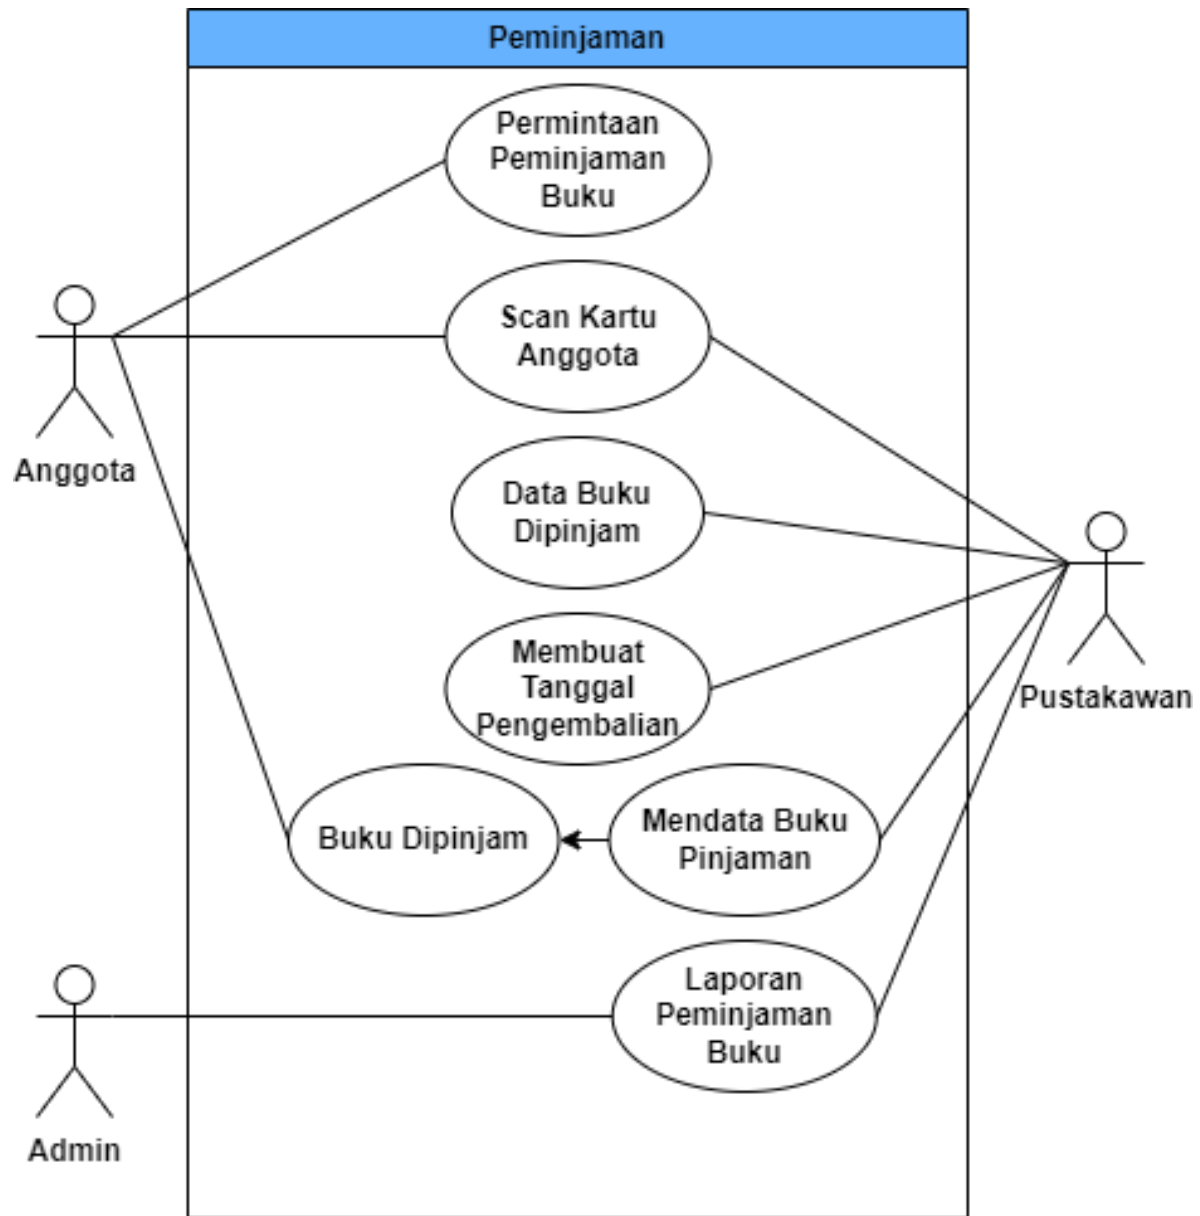 Peminjaman
Permintaan
Peminjaman
Buku
Scan Kartu
Anggota
Anggota
Data Buku
Dipinjam
Membuat
Tanggal
Pengembalian
Pustakawan
Buku Dipinjam
Mendata Buku
Pinjaman
Laporan
Peminjaman
Buku
Admin